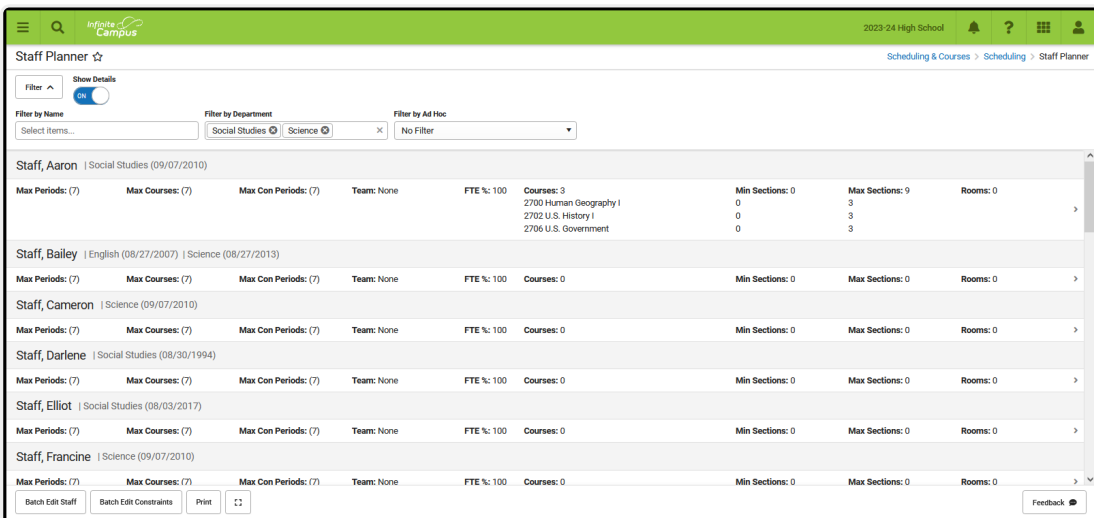 Infinite Campus 2023-24 High School ?
Staff Planner Scheduling & Courses > Scheduling > Staff Planner
Filter Show Details
ON
Filter by Name Filter by Department Filter by Ad Hoc
Select items... Social Studies Science × No Filter
Staff, Aaron | Social Studies (09/07/2010)
Max Periods: (7) Max Courses: (7) Max Con Periods: (7) Team: None FTE %: 100 Courses: 3 Min Sections: 0 Max Sections: 9 Rooms: 0 >
2700 Human Geography I 0 3
2702 U.S. History I 0 3
2706 U.S. Government 0 3
Staff, Bailey | English (08/27/2007) | Science (08/27/2013)
Max Periods: (7) Max Courses: (7) Max Con Periods: (7) Team: None FTE %: 100 Courses: 0 Min Sections: 0 Max Sections: 0 Rooms: 0 >
Staff, Cameron | Science (09/07/2010)
Max Periods: (7) Max Courses: (7) Max Con Periods: (7) Team: None FTE %: 100 Courses: 0 Min Sections: 0 Max Sections: 0 Rooms: 0 >
Staff, Darlene | Social Studies (08/30/1994)
Max Periods: (7) Max Courses: (7) Max Con Periods: (7) Team: None FTE %: 100 Courses: 0 Min Sections: 0 Max Sections: 0 Rooms: 0 >
Staff, Elliot | Social Studies (08/03/2017)
Max Periods: (7) Max Courses: (7) Max Con Periods: (7) Team: None FTE %: 100 Courses: 0 Min Sections: 0 Max Sections: 0 Rooms: 0 >
Staff, Francine | Science (09/07/2010)
Max Periods: (7) Max Courses: (7) Max Con Periods: (7) Team: None FTE %: 100 Courses: 0 Min Sections: 0 Max Sections: 0 Rooms: 0 >
Batch Edit Staff Batch Edit Constraints Print Feedback